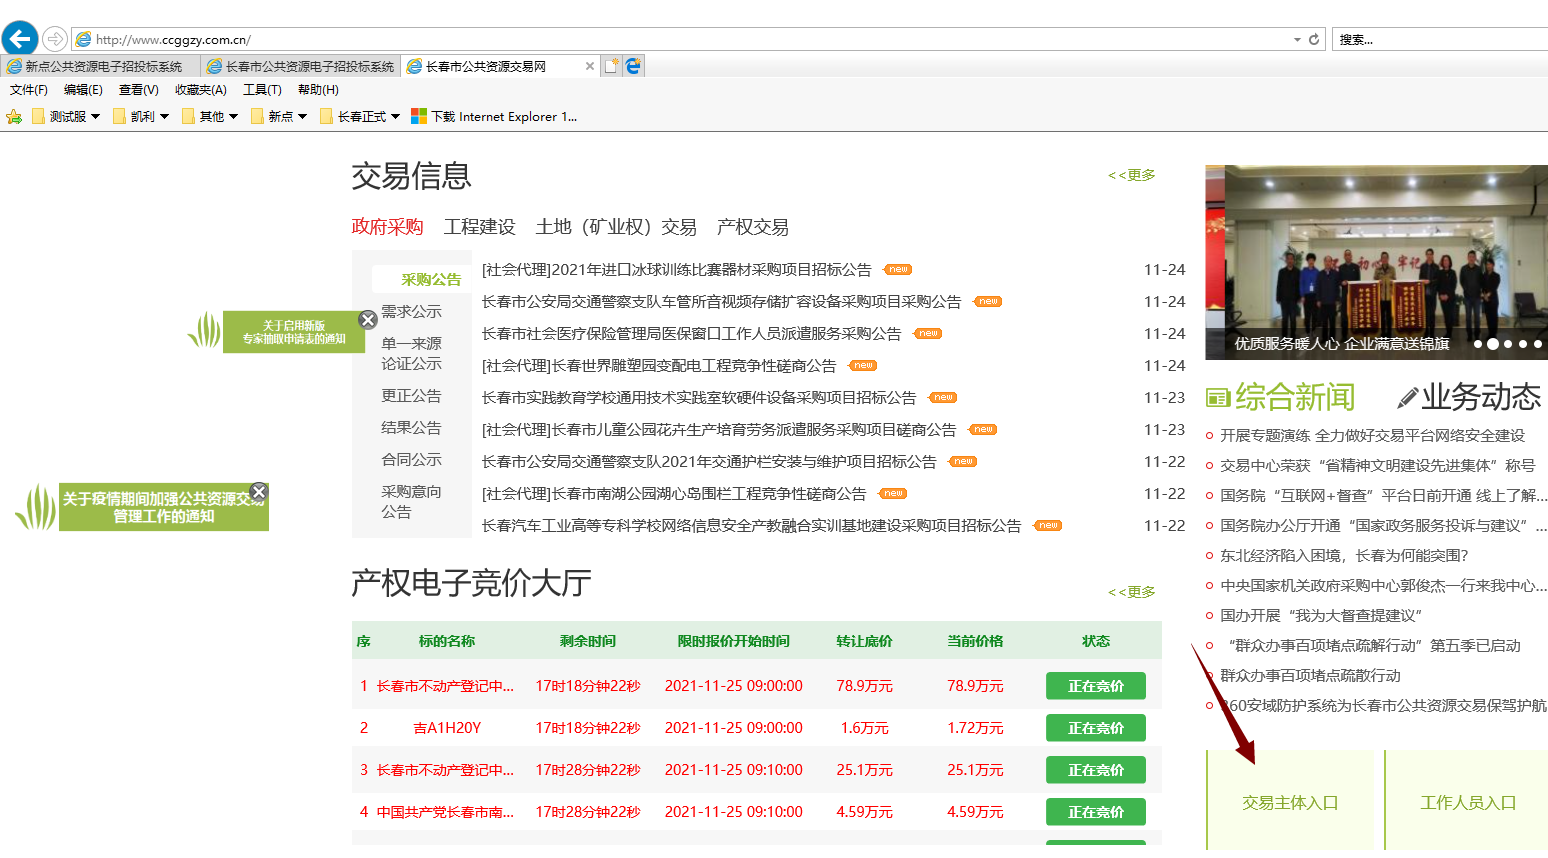 http://www.ccggzy.com.cn/
搜索...
新点公共资源电子招投标系统
长春市公共资源电子招投标系统
长春市公共资源交易网
文件(F) 编辑(E) 查看(V) 收藏夹(A) 工具(T) 帮助(H)
测试服 凯利 其他 新点 长春正式 下载 Internet Explorer 1...
交易信息
<<更多
政府采购 工程建设 土地（矿业权）交易 产权交易
采购公告
需求公示
单一来源
论证公示
更正公告
结果公告
合同公示
采购意向
公告
[社会代理]2021年进口冰球训练比赛器材采购项目招标公告 new 11-24
长春市公安局交通警察支队车管所音视频存储扩容设备采购项目采购公告 new 11-24
长春市社会医疗保险管理局医保窗口工作人员派遣服务采购公告 new 11-24
[社会代理]长春世界雕塑园变配电工程竞争性磋商公告 new 11-24
长春市实践教育学校通用技术实践室软硬件设备采购项目招标公告 new 11-23
[社会代理]长春市儿童公园花卉生产培育劳务派遣服务采购项目磋商公告 new 11-23
长春市公安局交通警察支队2021年交通护栏安装与维护项目招标公告 new 11-22
[社会代理]长春市南湖公园湖心岛围栏工程竞争性磋商公告 new 11-22
长春汽车工业高等专科学校网络信息安全产教融合实训基地建设采购项目招标公告 new 11-22
关于启用新版
专家抽取申请表的通知
关于疫情期间加强公共资源交易
管理工作的通知
产权电子竞价大厅
<<更多
序 标的名称 剩余时间 限时报价开始时间 转让底价 当前价格 状态
1 长春市不动产登记中... 17时18分钟22秒 2021-11-25 09:00:00 78.9万元 78.9万元 正在竞价
2 吉A1H20Y 17时18分钟22秒 2021-11-25 09:00:00 1.6万元 1.72万元 正在竞价
3 长春市不动产登记中... 17时28分钟22秒 2021-11-25 09:10:00 25.1万元 25.1万元 正在竞价
4 中国共产党长春市南... 17时28分钟22秒 2021-11-25 09:10:00 4.59万元 4.59万元 正在竞价
优质服务暖人心 企业满意送锦旗
综合新闻 业务动态
开展专题演练 全力做好交易平台网络安全建设
交易中心荣获“省精神文明建设先进集体”称号
国务院“互联网+督查”平台日前开通 线上了解...
国务院办公厅开通“国家政务服务投诉与建议”...
东北经济陷入困境，长春为何能突围？
中央国家机关政府采购中心郭俊杰一行来我中心...
国办开展“我为大督查提建议”
“群众办事百项堵点疏解行动”第五季已启动
群众办事百项堵点疏散行动
360安域防护系统为长春市公共资源交易保驾护航
交易主体入口
工作人员入口